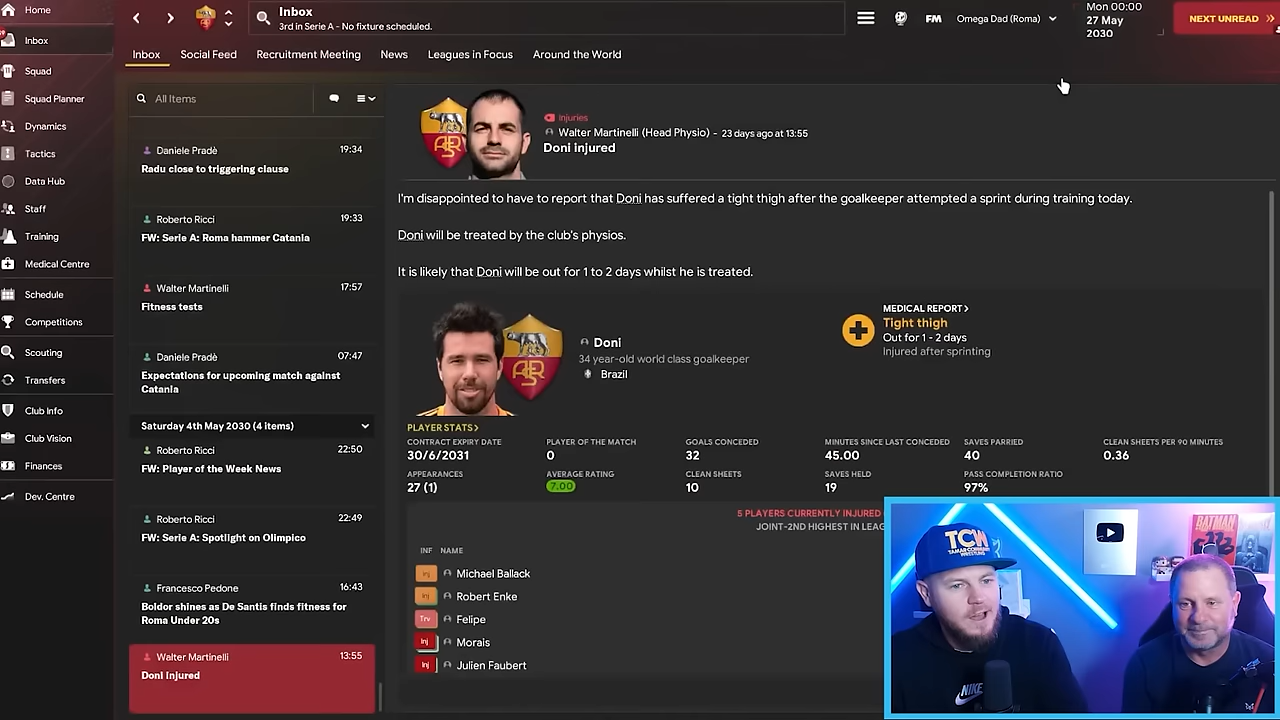 Home
Inbox
Squad
Squad Planner
Dynamics
Tactics
Data Hub
Staff
Training
Medical Centre
Schedule
Competitions
Scouting
Transfers
Club Info
Club Vision
Finances
Dev. Centre
Inbox
3rd in Serie A - No fixture scheduled.
FM
Omega Dad (Roma)
Mon 00:00
27 May
2030
NEXT UNREAD
Inbox
Social Feed
Recruitment Meeting
News
Leagues in Focus
Around the World
All Items
Daniele Pradè
19:34
Radu close to triggering clause
Roberto Ricci
19:33
FW: Serie A: Roma hammer Catania
Walter Martinelli
17:57
Fitness tests
Daniele Pradè
07:47
Expectations for upcoming match against
Catania
Saturday 4th May 2030 (4 items)
Roberto Ricci
22:50
FW: Player of the Week News
Roberto Ricci
22:49
FW: Serie A: Spotlight on Olimpico
Francesco Pedone
16:43
Boldor shines as De Santis finds fitness for
Roma Under 20s
Walter Martinelli
13:55
Doni injured
Injuries
Walter Martinelli (Head Physio) - 23 days ago at 13:55
Doni injured
I'm disappointed to have to report that Doni has suffered a tight thigh after the goalkeeper attempted a sprint during training today.
Doni will be treated by the club's physios.
It is likely that Doni will be out for 1 to 2 days whilst he is treated.
Doni
34 year-old world class goalkeeper
Brazil
MEDICAL REPORT >
Tight thigh
Out for 1 - 2 days
Injured after sprinting
PLAYER STATS >
CONTRACT EXPIRY DATE
30/6/2031
PLAYER OF THE MATCH
0
GOALS CONCEDED
32
MINUTES SINCE LAST CONCEDED
45.00
SAVES PARRIED
40
CLEAN SHEETS PER 90 MINUTES
0.36
APPEARANCES
27 (1)
AVERAGE RATING
7.00
CLEAN SHEETS
10
SAVES HELD
19
PASS COMPLETION RATIO
97%
5 PLAYERS CURRENTLY INJURED
JOINT-2ND HIGHEST IN LEAG
INF NAME
Inj Michael Ballack
Inj Robert Enke
Trv Felipe
Inj Morais
Inj Julien Faubert
TCW
TAMAR COMMUNITY
WRESTLING
BATMAN
NIKE